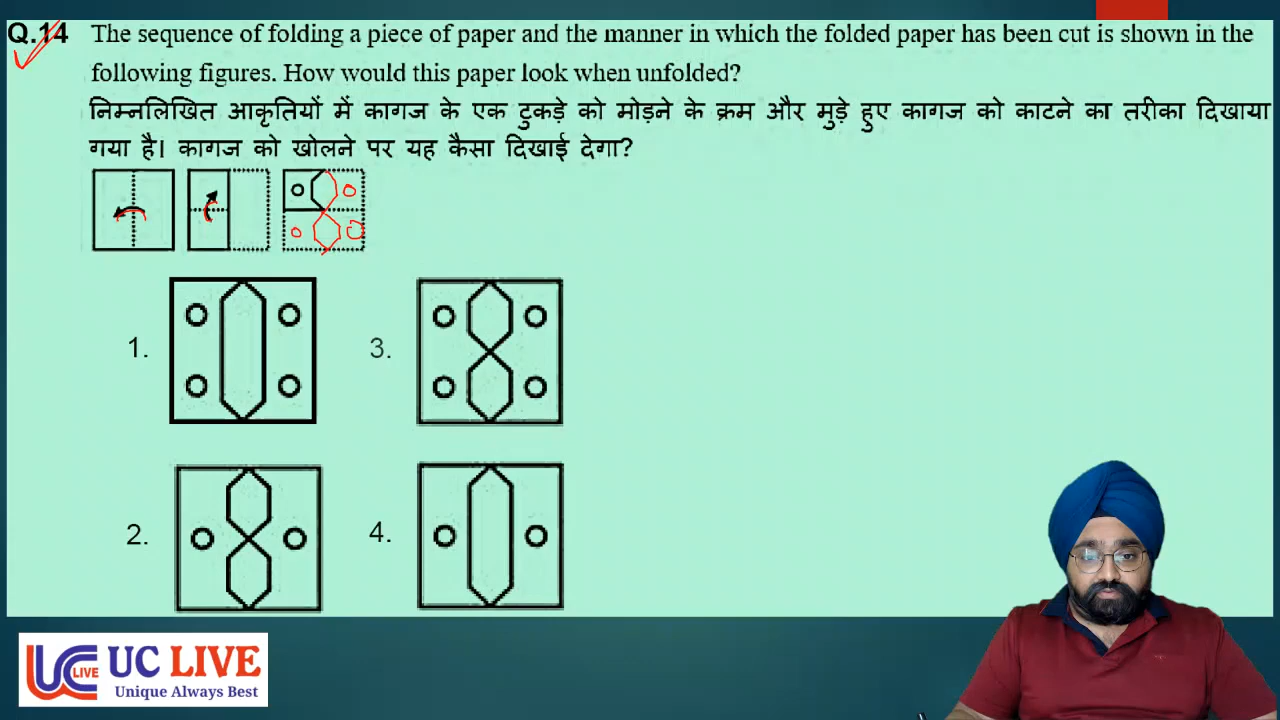 Q.14 The sequence of folding a piece of paper and the manner in which the folded paper has been cut is shown in the
following figures. How would this paper look when unfolded?
निम्नलिखित आकृतियों में कागज के एक टुकड़े को मोड़ने के क्रम और मुड़े हुए कागज को काटने का तरीका दिखाया
गया है। कागज को खोलने पर यह कैसा दिखाई देगा?
1.
3.
2.
4.
UC LIVE UC LIVE
Unique Always Best